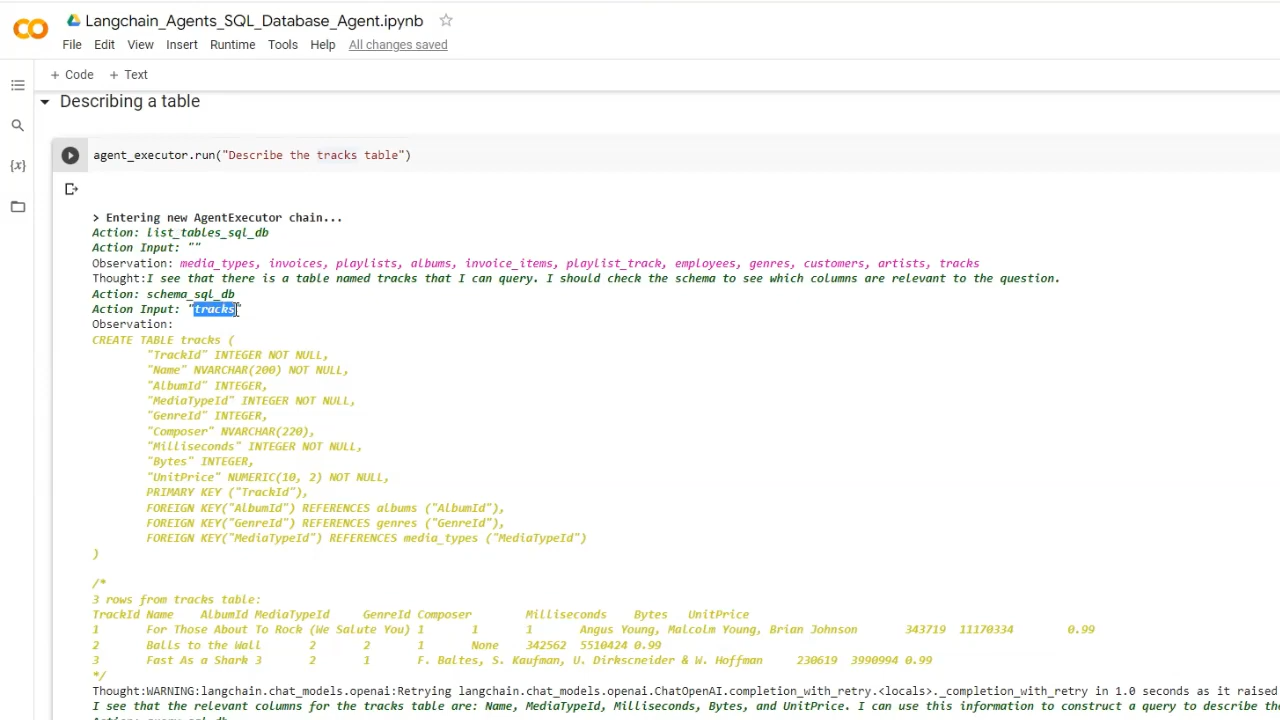 Langchain_Agents_SQL_Database_Agent.ipynb
File Edit View Insert Runtime Tools Help All changes saved
+ Code + Text
Describing a table
{x}
agent_executor.run("Describe the tracks table")
> Entering new AgentExecutor chain...
Action: list_tables_sql_db
Action Input: ""
Observation: media_types, invoices, playlists, albums, invoice_items, playlist_track, employees, genres, customers, artists, tracks
Thought:I see that there is a table named tracks that I can query. I should check the schema to see which columns are relevant to the question.
Action: schema_sql_db
Action Input: "tracks"
Observation:
CREATE TABLE tracks (
"TrackId" INTEGER NOT NULL,
"Name" NVARCHAR(200) NOT NULL,
"AlbumId" INTEGER,
"MediaTypeId" INTEGER NOT NULL,
"GenreId" INTEGER,
"Composer" NVARCHAR(220),
"Milliseconds" INTEGER NOT NULL,
"Bytes" INTEGER,
"UnitPrice" NUMERIC(10, 2) NOT NULL,
PRIMARY KEY ("TrackId"),
FOREIGN KEY("AlbumId") REFERENCES albums ("AlbumId"),
FOREIGN KEY("GenreId") REFERENCES genres ("GenreId"),
FOREIGN KEY("MediaTypeId") REFERENCES media_types ("MediaTypeId")
)
/*
3 rows from tracks table:
TrackId Name AlbumId MediaTypeId GenreId Composer Milliseconds Bytes UnitPrice
1 For Those About To Rock (We Salute You) 1 1 1 Angus Young, Malcolm Young, Brian Johnson 343719 11170334 0.99
2 Balls to the Wall 2 2 1 None 342562 5510424 0.99
3 Fast As a Shark 3 2 1 F. Baltes, S. Kaufman, U. Dirkscneider & W. Hoffman 230619 3990994 0.99
*/
Thought:WARNING:langchain.chat_models.openai:Retrying langchain.chat_models.openai.ChatOpenAI.completion_with_retry.<locals>._completion_with_retry in 1.0 seconds as it raised
I see that the relevant columns for the tracks table are: Name, MediaTypeId, Milliseconds, Bytes, and UnitPrice. I can use this information to construct a query to describe the
Action: query_sql_db